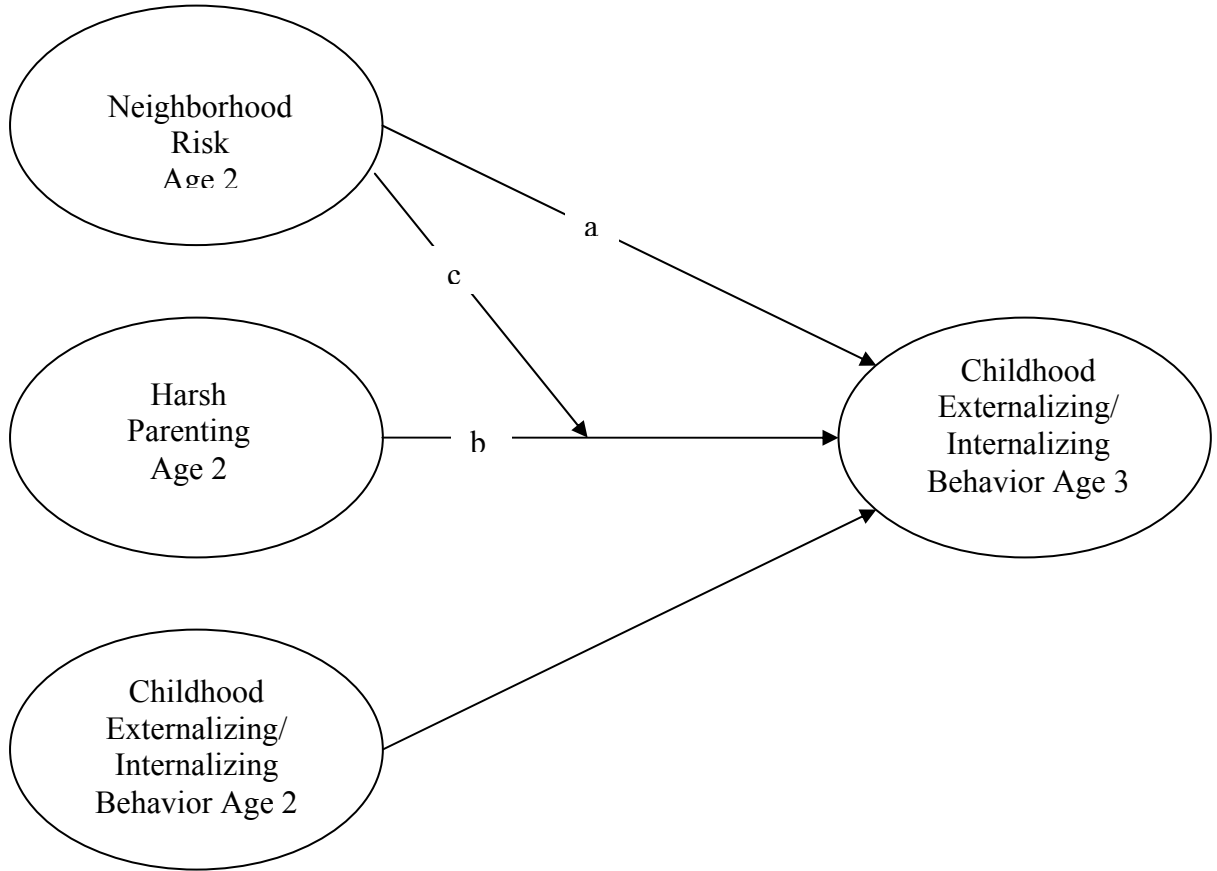 Neighborhood
Risk
Age 2
a
c
Harsh
Parenting
Age 2
b
Childhood
Externalizing/
Internalizing
Behavior Age 3
Childhood
Externalizing/
Internalizing
Behavior Age 2